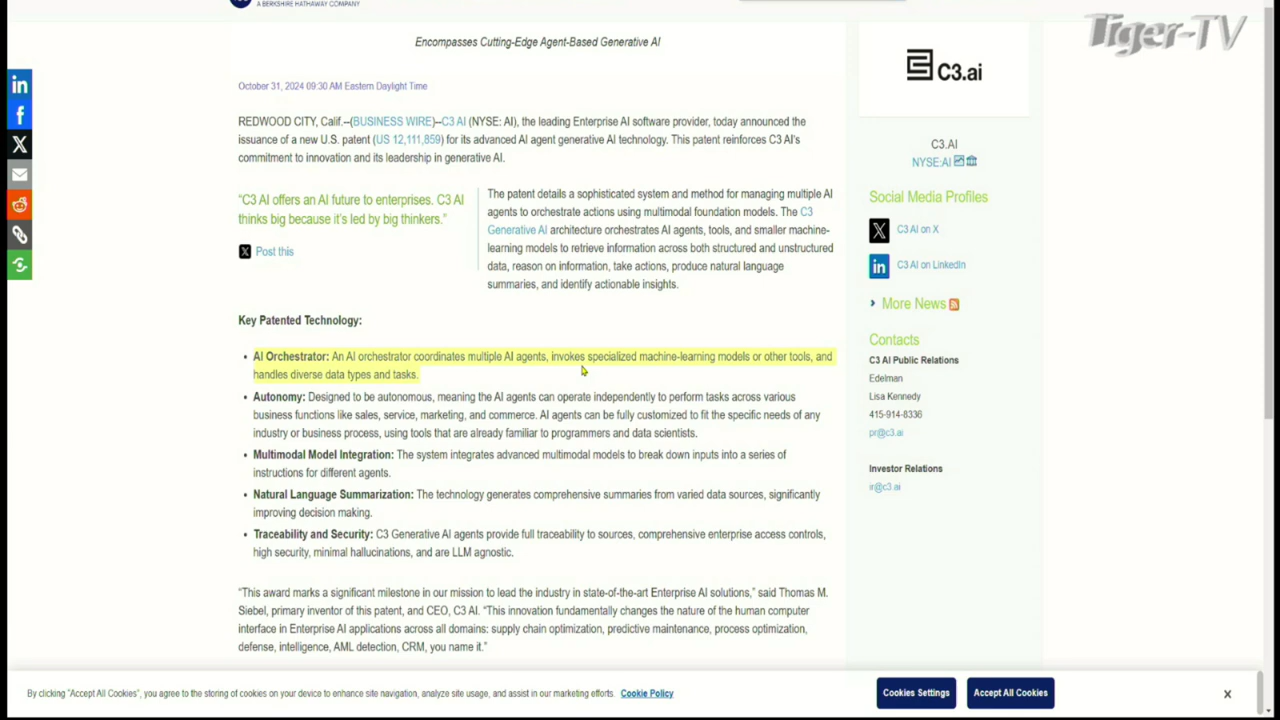 A BERKSHIRE HATHAWAY COMPANY
Tiger-TV
Encompasses Cutting-Edge Agent-Based Generative AI
October 31, 2024 09:30 AM Eastern Daylight Time
REDWOOD CITY, Calif.--(BUSINESS WIRE)--C3 AI (NYSE: AI), the leading Enterprise AI software provider, today announced the
issuance of a new U.S. patent (US 12,111,859) for its advanced AI agent generative AI technology. This patent reinforces C3 AI's
commitment to innovation and its leadership in generative AI.
"C3 AI offers an AI future to enterprises. C3 AI
thinks big because it's led by big thinkers."
Post this
The patent details a sophisticated system and method for managing multiple AI
agents to orchestrate actions using multimodal foundation models. The C3
Generative AI architecture orchestrates AI agents, tools, and smaller machine-
learning models to retrieve information across both structured and unstructured
data, reason on information, take actions, produce natural language
summaries, and identify actionable insights.
Key Patented Technology:
• AI Orchestrator: An AI orchestrator coordinates multiple AI agents, invokes specialized machine-learning models or other tools, and
handles diverse data types and tasks.
• Autonomy: Designed to be autonomous, meaning the AI agents can operate independently to perform tasks across various
business functions like sales, service, marketing, and commerce. AI agents can be fully customized to fit the specific needs of any
industry or business process, using tools that are already familiar to programmers and data scientists.
• Multimodal Model Integration: The system integrates advanced multimodal models to break down inputs into a series of
instructions for different agents.
• Natural Language Summarization: The technology generates comprehensive summaries from varied data sources, significantly
improving decision making.
• Traceability and Security: C3 Generative AI agents provide full traceability to sources, comprehensive enterprise access controls,
high security, minimal hallucinations, and are LLM agnostic.
"This award marks a significant milestone in our mission to lead the industry in state-of-the-art Enterprise AI solutions," said Thomas M.
Siebel, primary inventor of this patent, and CEO, C3 AI. "This innovation fundamentally changes the nature of the human computer
interface in Enterprise AI applications across all domains: supply chain optimization, predictive maintenance, process optimization,
defense, intelligence, AML detection, CRM, you name it."
C3.ai
C3.AI
NYSE:AI
Social Media Profiles
C3 AI on X
C3 AI on LinkedIn
More News
Contacts
C3 AI Public Relations
Edelman
Lisa Kennedy
415-914-8336
pr@c3.ai
Investor Relations
ir@c3.ai
By clicking "Accept All Cookies", you agree to the storing of cookies on your device to enhance site navigation, analyze site usage, and assist in our marketing efforts. Cookie Policy
Cookies Settings
Accept All Cookies